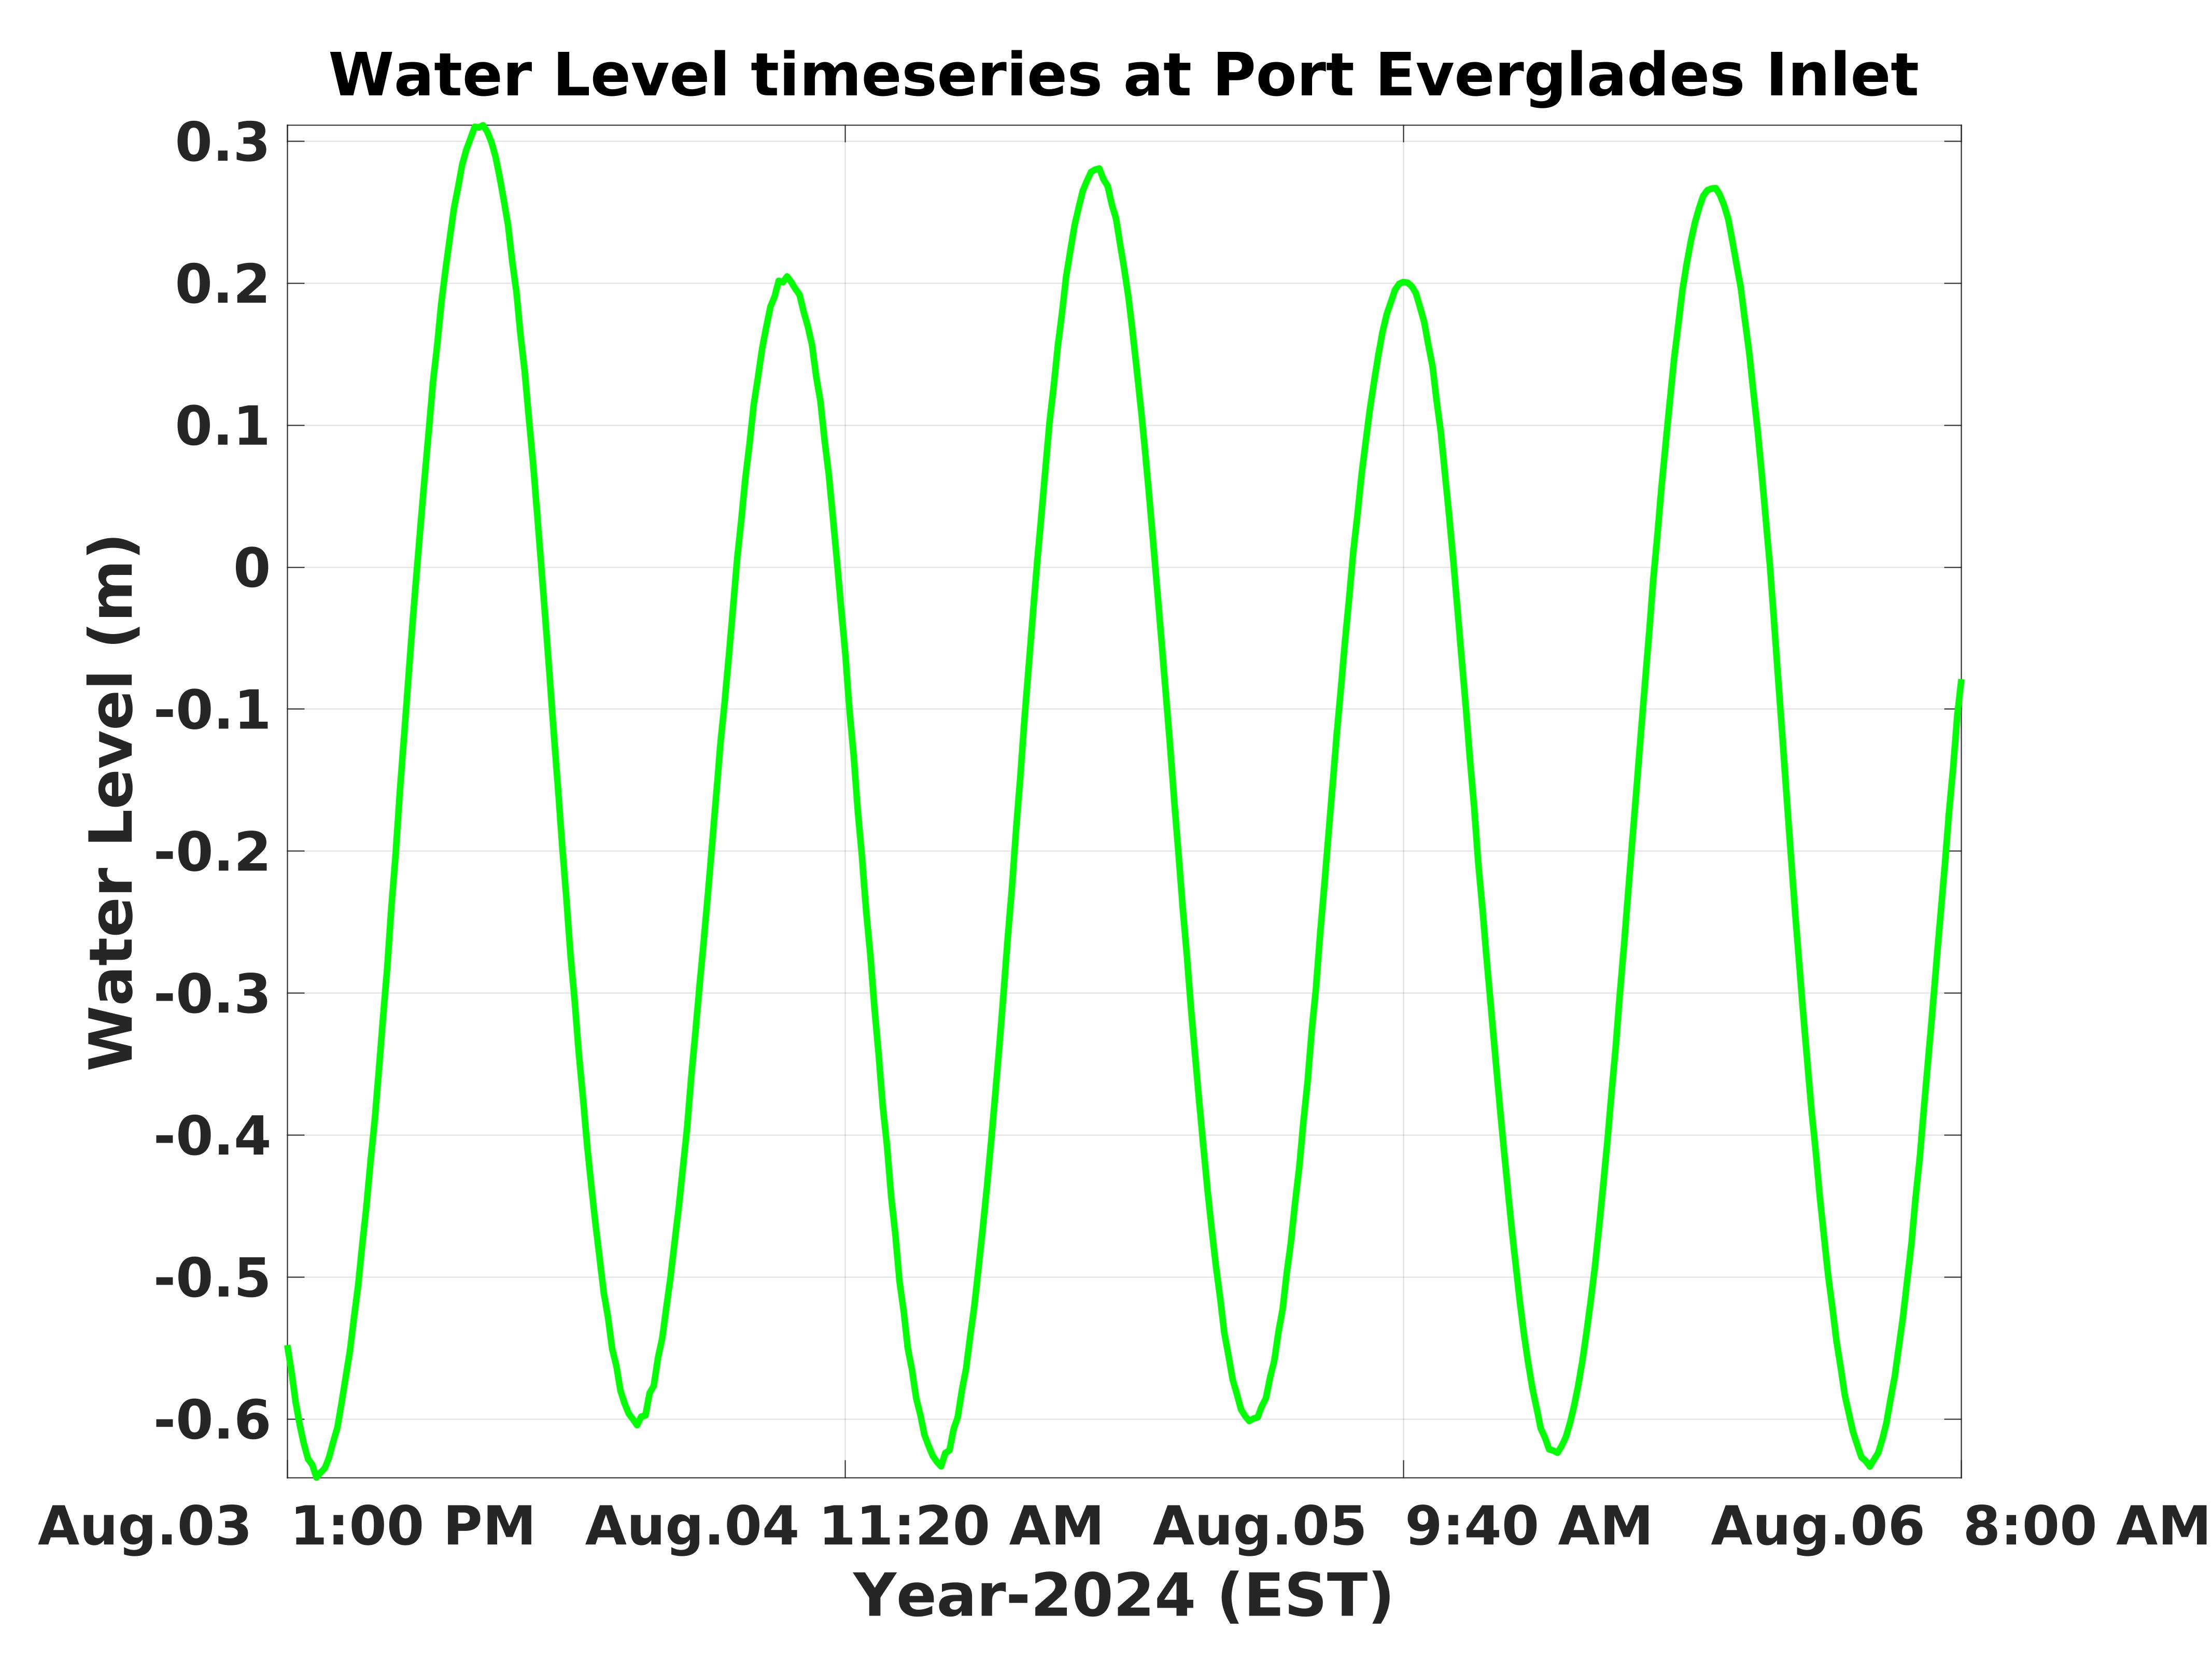 Water Level timeseries at Port Everglades Inlet
0.3
0.2
0.1
0
-0.1
-0.2
-0.3
-0.4
-0.5
-0.6
Water Level (m)
Aug.03 1:00 PM Aug.04 11:20 AM Aug.05 9:40 AM Aug.06 8:00 AM
Year-2024 (EST)